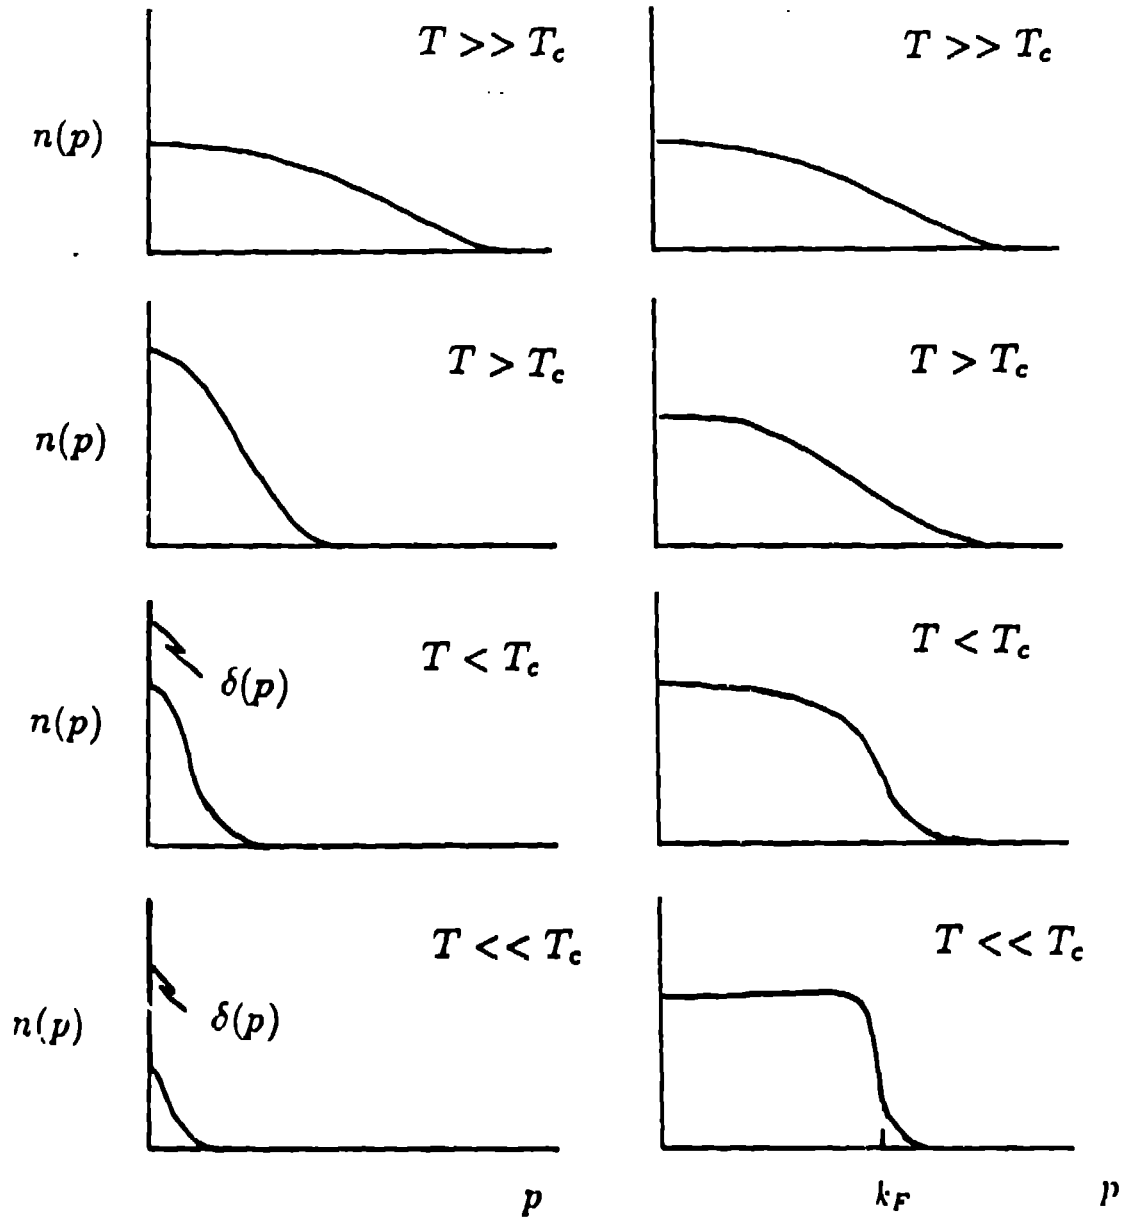 T >> T_c
T >> T_c
n(p)
T > T_c
T > T_c
n(p)
T < T_c
T < T_c
δ(p)
n(p)
T << T_c
T << T_c
δ(p)
n(p)
p
k_F
p